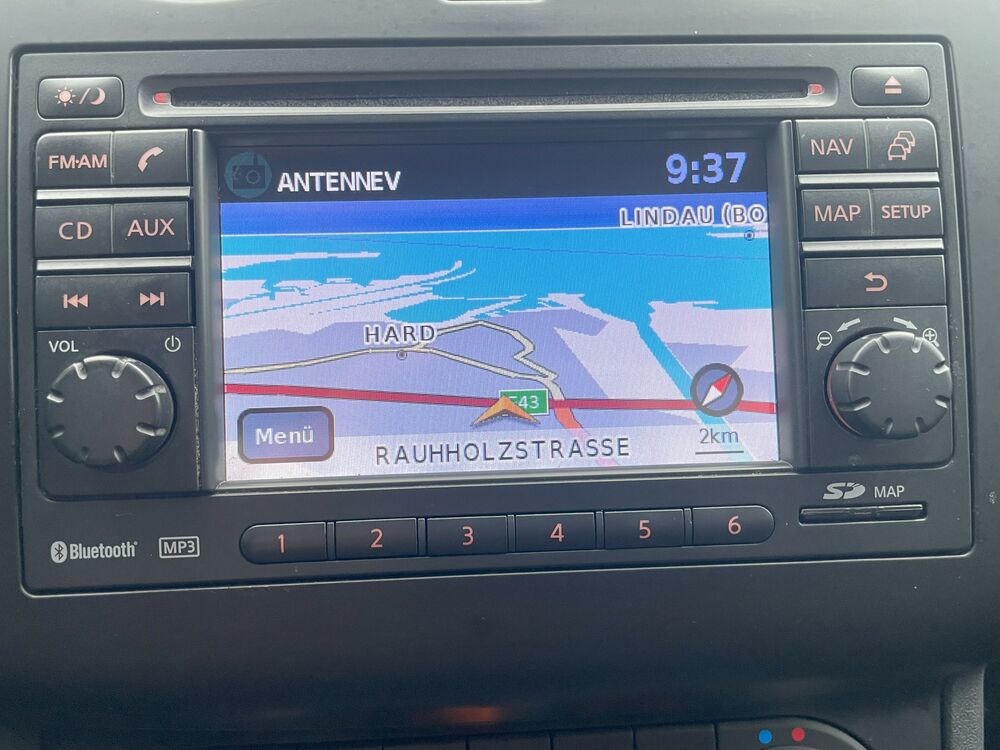 FM·AM
CD
AUX
VOL
ANTENNEV
9:37
LINDAU (BO
HARD
E43
Menü
2km
RAUHHOLZSTRASSE
NAV
MAP
SETUP
SD MAP
Bluetooth
MP3
1 2 3 4 5 6